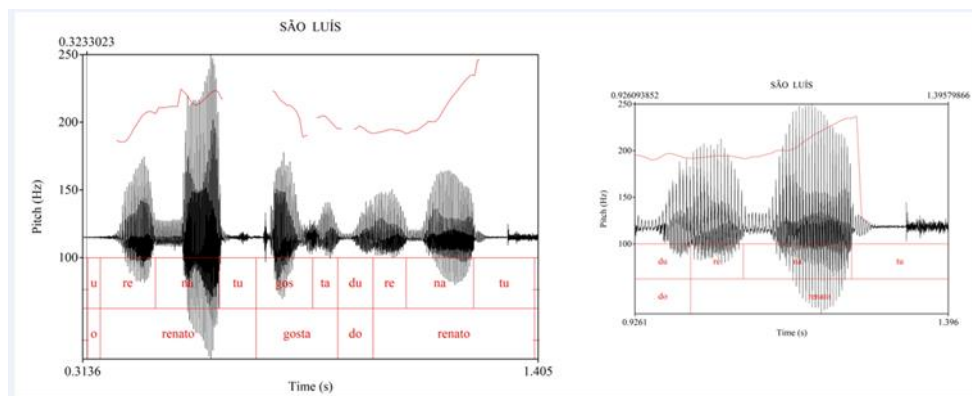 SÃO LUÍS
0.3233023
250
200
150
100
Pitch (Hz)
u re na tu gos ta du re na tu
o renato gosta do renato
0.3136 1.405
Time (s)
SÃO LUÍS
0.926093852 1.39579866
250
200
150
100
Pitch (Hz)
du re na tu
do renato
0.9261 1.396
Time (s)